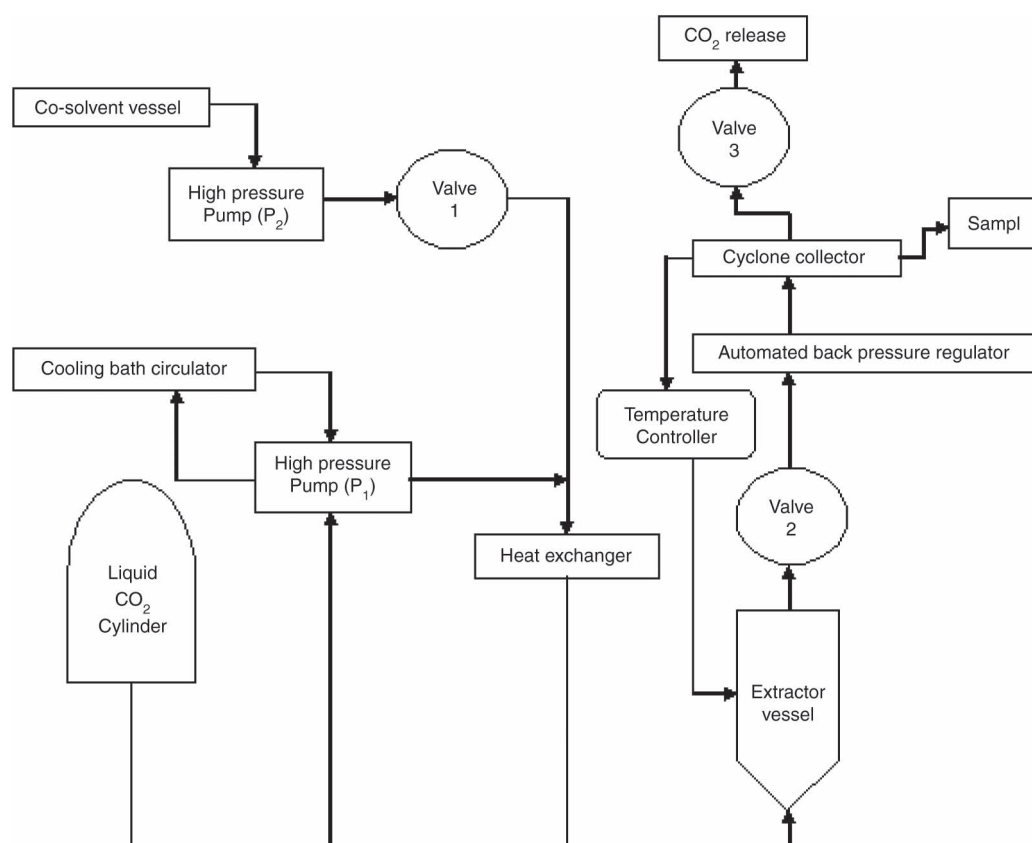 CO₂ release
Co-solvent vessel
Valve
3
High pressure
Pump (P₂)
Valve
1
Sampl
Cyclone collector
Automated back pressure regulator
Cooling bath circulator
Temperature
Controller
High pressure
Pump (P₁)
Valve
2
Heat exchanger
Liquid
CO₂
Cylinder
Extractor
vessel